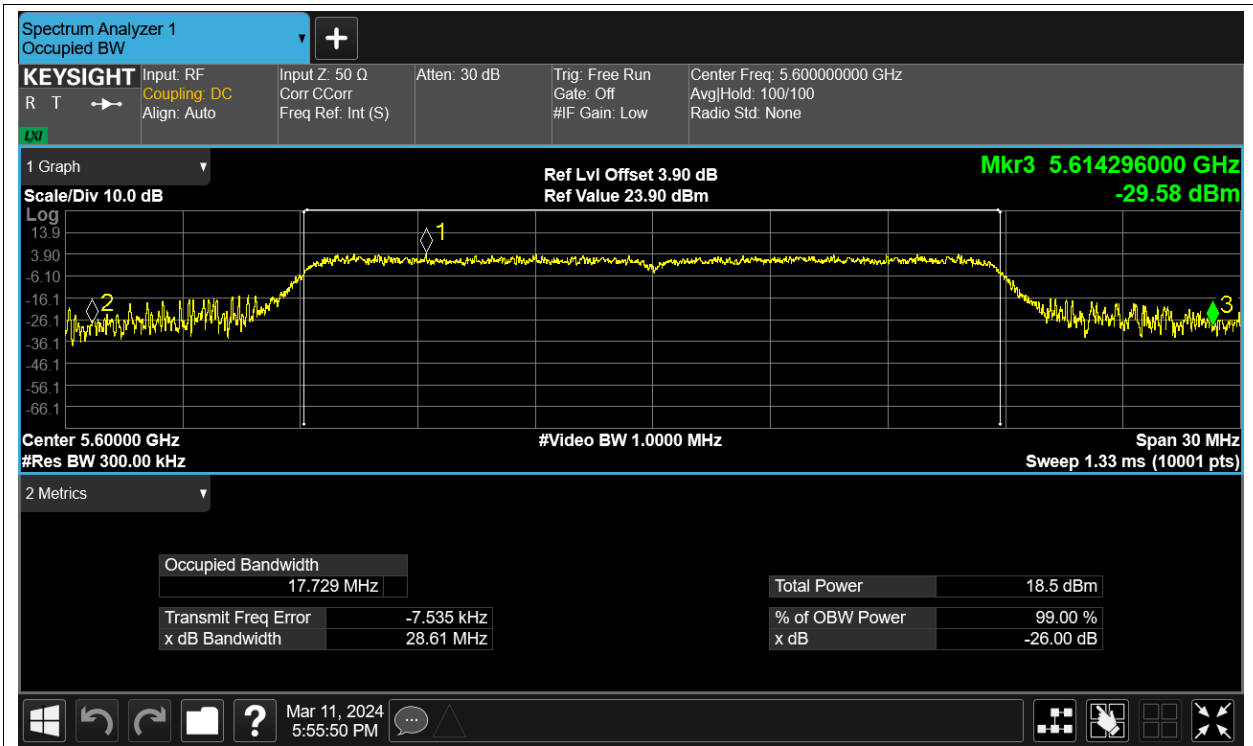 Spectrum Analyzer 1
Occupied BW
KEYSIGHT
R T
LXI
Input: RF
Coupling: DC
Align: Auto
Input Z: 50 Ω
Corr CCorr
Freq Ref: Int (S)
Atten: 30 dB
Trig: Free Run
Gate: Off
#IF Gain: Low
Center Freq: 5.600000000 GHz
Avg|Hold: 100/100
Radio Std: None
1 Graph
Scale/Div 10.0 dB
Ref Lvl Offset 3.90 dB
Ref Value 23.90 dBm
Mkr3 5.614296000 GHz
-29.58 dBm
Log
13.9
3.90
-6.10
-16.1
-26.1
-36.1
-46.1
-56.1
-66.1
1
2
3
Center 5.60000 GHz
#Video BW 1.0000 MHz
Span 30 MHz
#Res BW 300.00 kHz
Sweep 1.33 ms (10001 pts)
2 Metrics
Occupied Bandwidth
17.729 MHz
Total Power 18.5 dBm
Transmit Freq Error -7.535 kHz
% of OBW Power 99.00 %
x dB Bandwidth 28.61 MHz
x dB -26.00 dB
?
Mar 11, 2024
5:55:50 PM